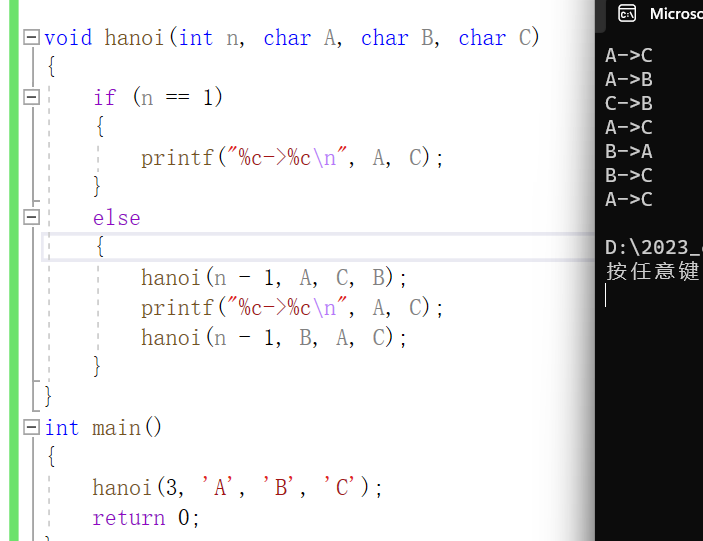 void hanoi(int n, char A, char B, char C)
{
if (n == 1)
{
printf("%c->%c\n", A, C);
}
else
{
hanoi(n - 1, A, C, B);
printf("%c->%c\n", A, C);
hanoi(n - 1, B, A, C);
}
}
int main()
{
hanoi(3, 'A', 'B', 'C');
return 0;
Microso
A->C
A->B
C->B
A->C
B->A
B->C
A->C
D:\2023_
按任意键